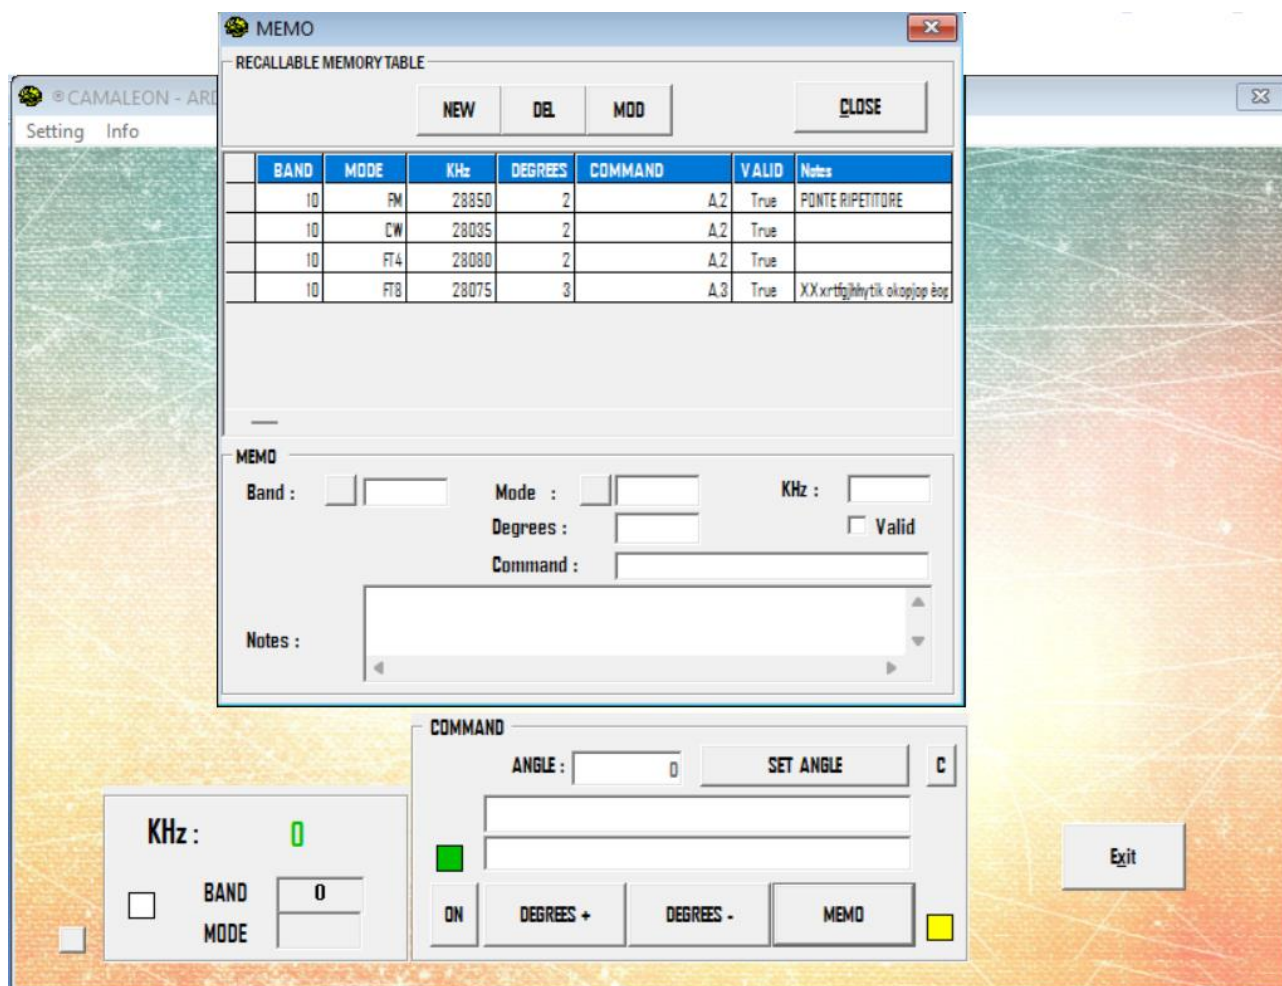 MEMO
RECALLABLE MEMORY TABLE
NEW DEL MOD CLOSE
BAND MODE KHz DEGREES COMMAND VALID Notes
10 FM 28850 2 A,2 True PONTE RIPETITORE
10 CW 28035 2 A,2 True
10 FT4 28080 2 A,2 True
10 FT8 28075 3 A,3 True XXxrtfgjhhytik okopjop èop
MEMO
Band : Mode : KHz :
Degrees : Valid
Command :
Notes :
® CAMALEON - ARD
Setting Info
COMMAND
ANGLE : 0 SET ANGLE C
ON DEGREES + DEGREES - MEMO
KHz : 0
BAND 0
MODE
Exit